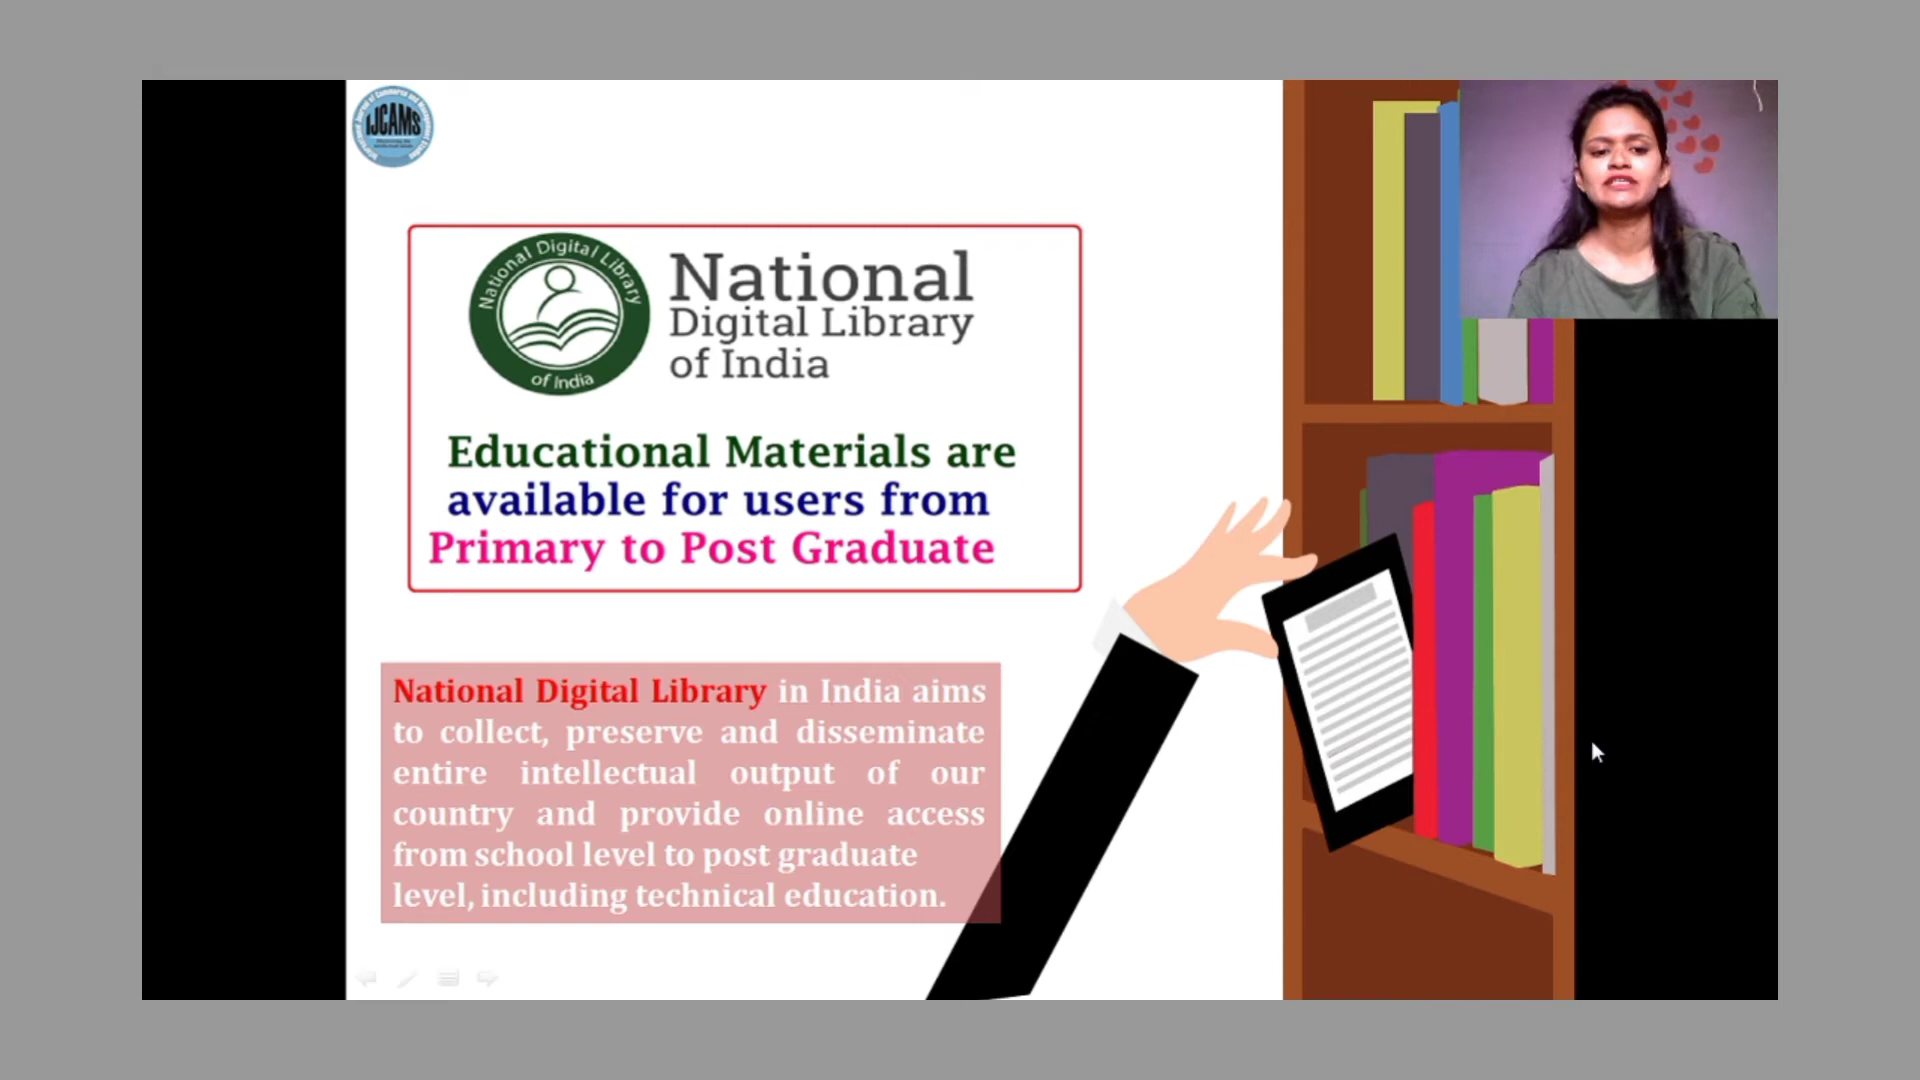 IJCAMS
National Digital Library
of India
National
Digital Library
of India
Educational Materials are
available for users from
Primary to Post Graduate
National Digital Library in India aims
to collect, preserve and disseminate
entire intellectual output of our
country and provide online access
from school level to post graduate
level, including technical education.